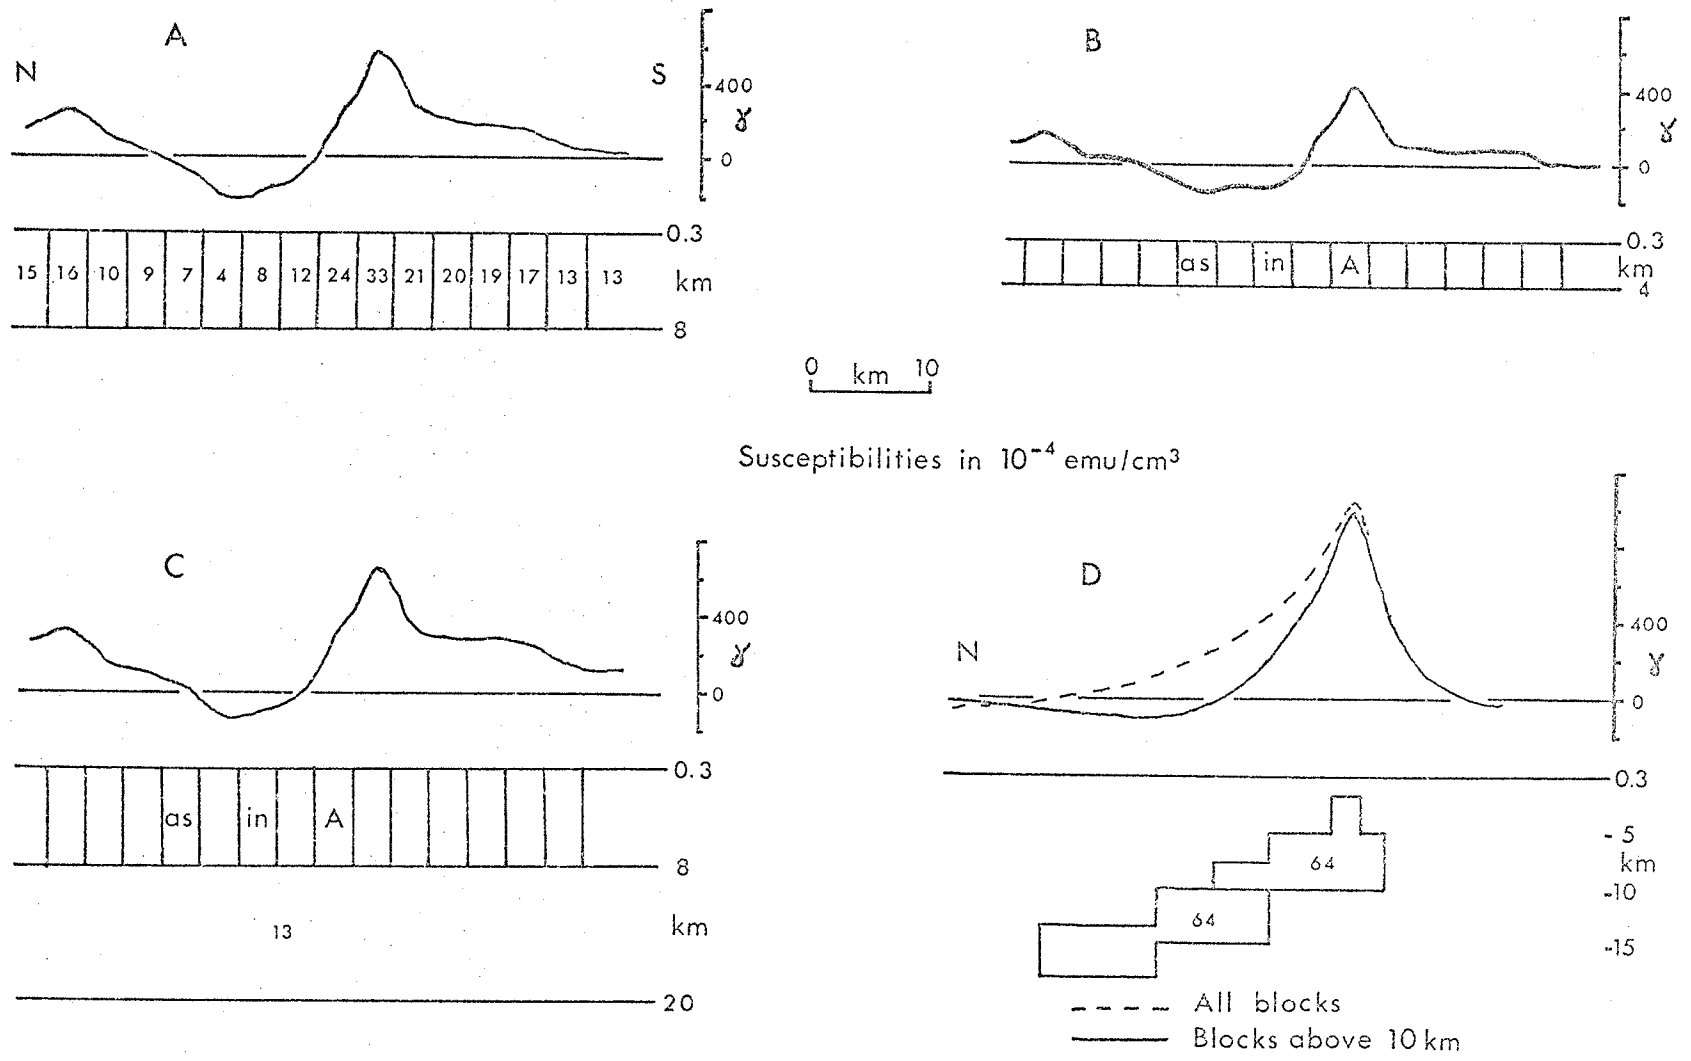 A
N
S
400
γ
0
0.3
15 16 10 9 7 4 8 12 24 33 21 20 19 17 13 13
km
8
B
400
γ
0
0.3
as in A
km
4
0 km 10
Susceptibilities in 10⁻⁴ emu/cm³
C
400
γ
0
0.3
as in A
8
13
km
20
D
N
400
γ
0
0.3
- 5
64
km
-10
64
-15
All blocks
Blocks above 10 km